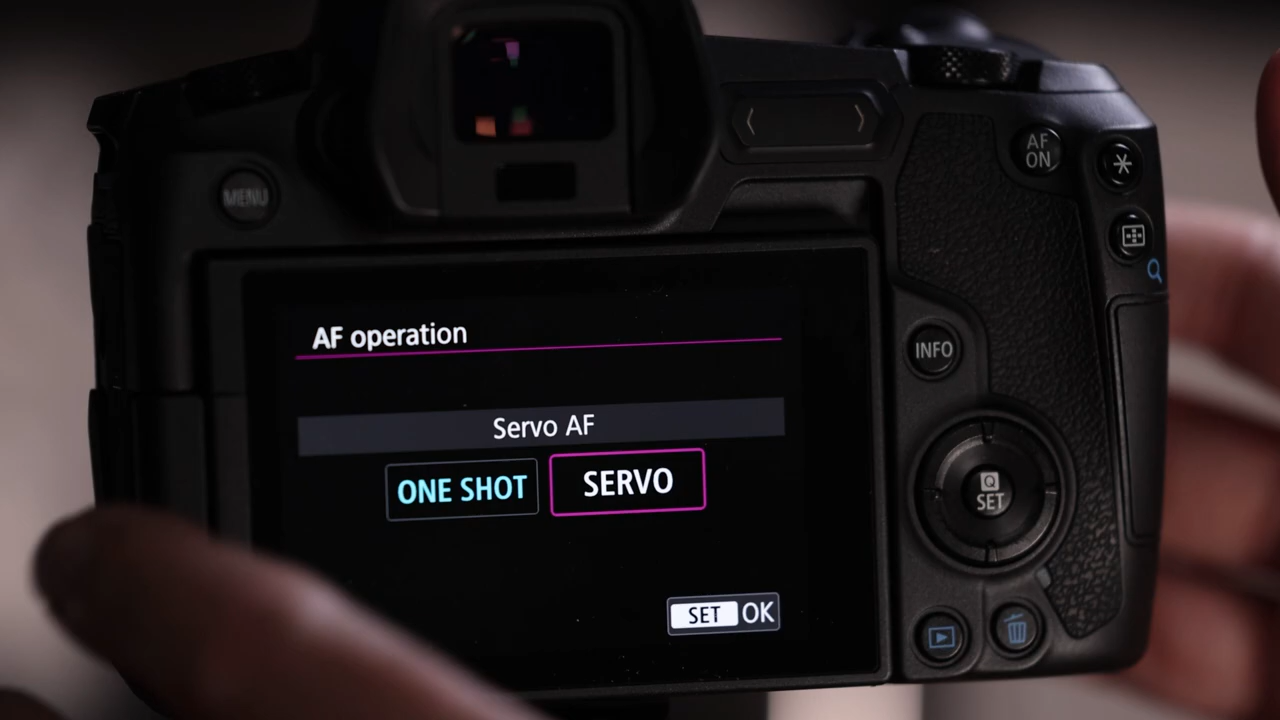 AF
ON
MENU
AF operation
INFO
Servo AF
ONE SHOT
SERVO
Q
SET
SET OK